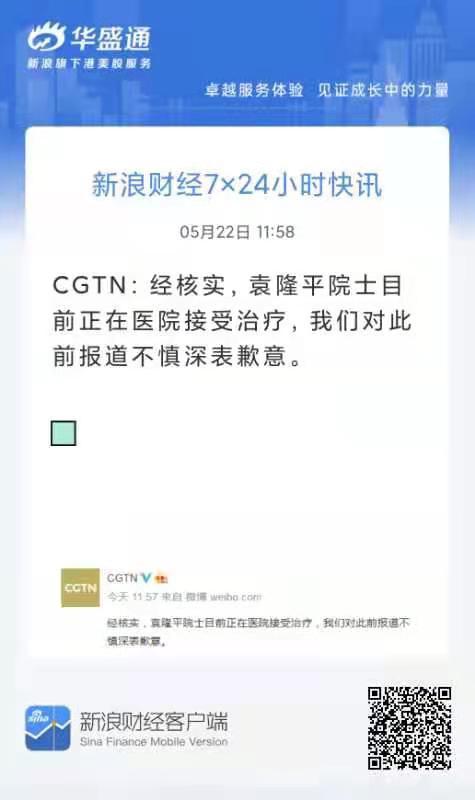 华盛通
新浪旗下港美股服务
卓越服务体验 见证成长中的力量
新浪财经7×24小时快讯
05月22日 11:58
CGTN：经核实，袁隆平院士目
前正在医院接受治疗，我们对此
前报道不慎深表歉意。
CGTN
CGTN
今天 11:57 来自 微博 weibo.com
经核实，袁隆平院士目前正在医院接受治疗，我们对此前报道不
慎深表歉意。
sina
新浪财经客户端
Sina Finance Mobile Version